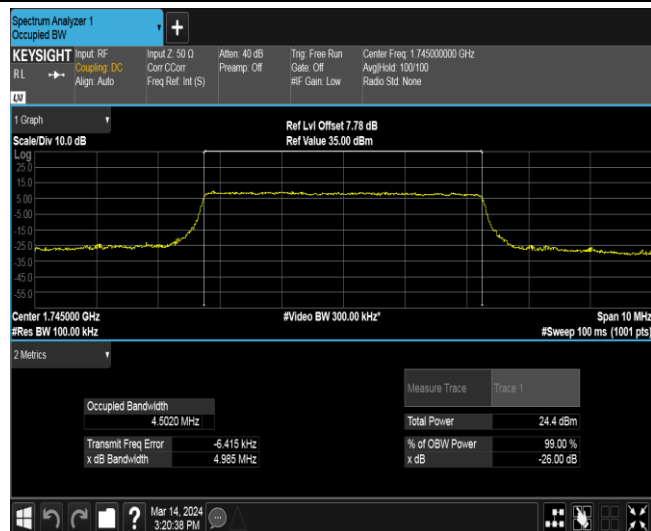 Spectrum Analyzer 1
Occupied BW
+
KEYSIGHT
RL
LXI
Input: RF
Coupling: DC
Align: Auto
Input Z: 50 Ω
Corr CCorr
Freq Ref: Int (S)
Atten: 40 dB
Preamp: Off
Trig: Free Run
Gate: Off
#IF Gain: Low
Center Freq: 1.745000000 GHz
Avg|Hold: 100/100
Radio Std: None
1 Graph
Scale/Div 10.0 dB
Ref Lvl Offset 7.78 dB
Ref Value 35.00 dBm
Log
25.0
15.0
5.00
-5.00
-15.0
-25.0
-35.0
-45.0
-55.0
Center 1.745000 GHz
#Video BW 300.00 kHz*
Span 10 MHz
#Res BW 100.00 kHz
#Sweep 100 ms (1001 pts)
2 Metrics
Measure Trace Trace 1
Occupied Bandwidth
4.5020 MHz
Total Power 24.4 dBm
Transmit Freq Error -6.415 kHz
% of OBW Power 99.00 %
x dB Bandwidth 4.985 MHz
x dB -26.00 dB
?
Mar 14, 2024
3:20:38 PM